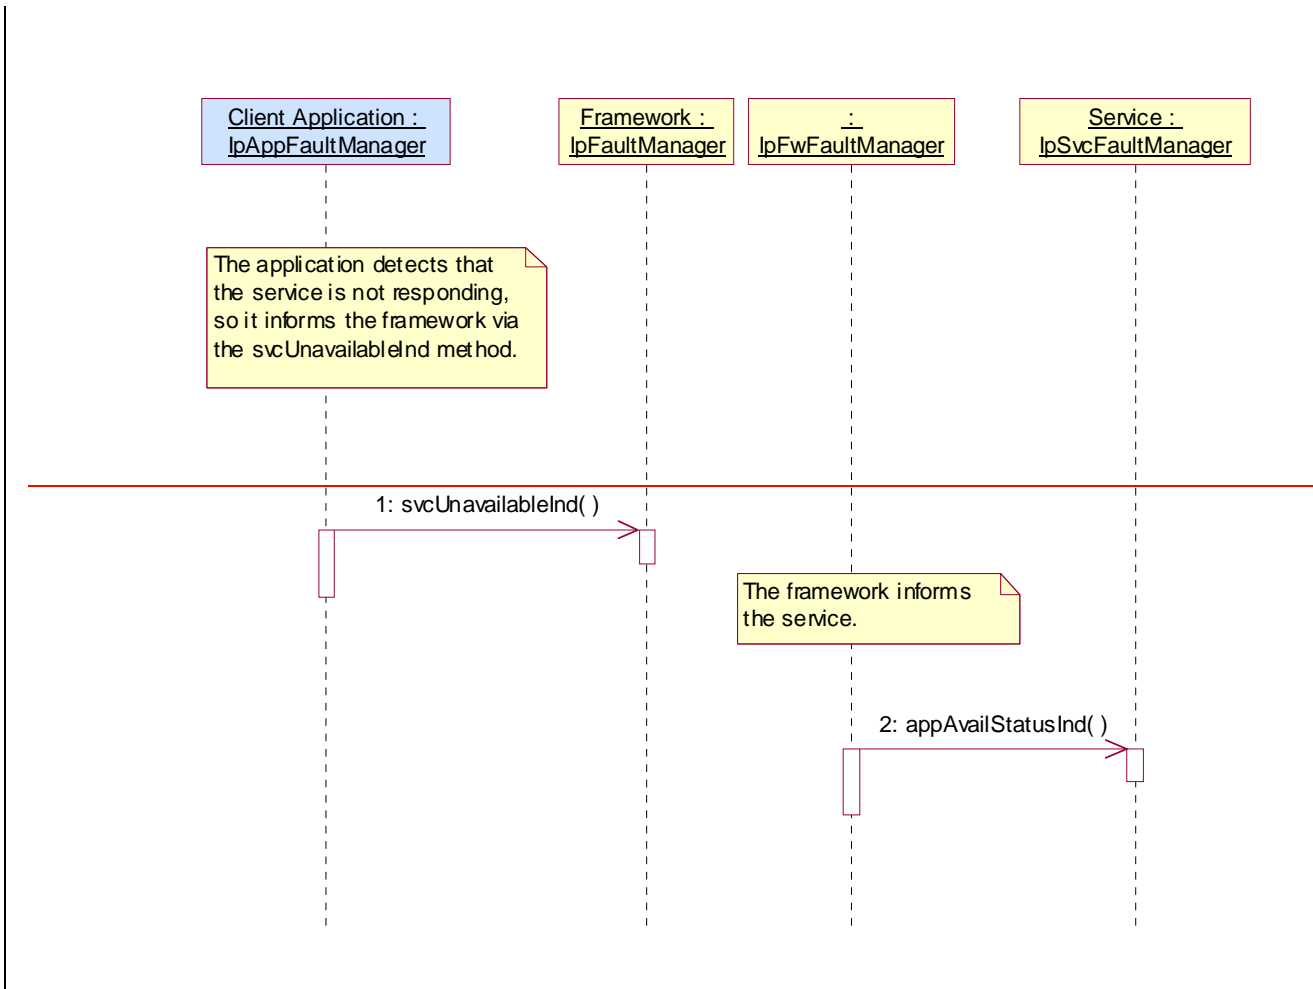 Client Application :
IpAppFaultManager
Framework :
IpFaultManager
:
IpFwFaultManager
Service :
IpSvcFaultManager
The application detects that
the service is not responding,
so it informs the framework via
the svcUnavailableInd method.
1: svcUnavailableInd( )
The framework informs
the service.
2: appAvailStatusInd( )